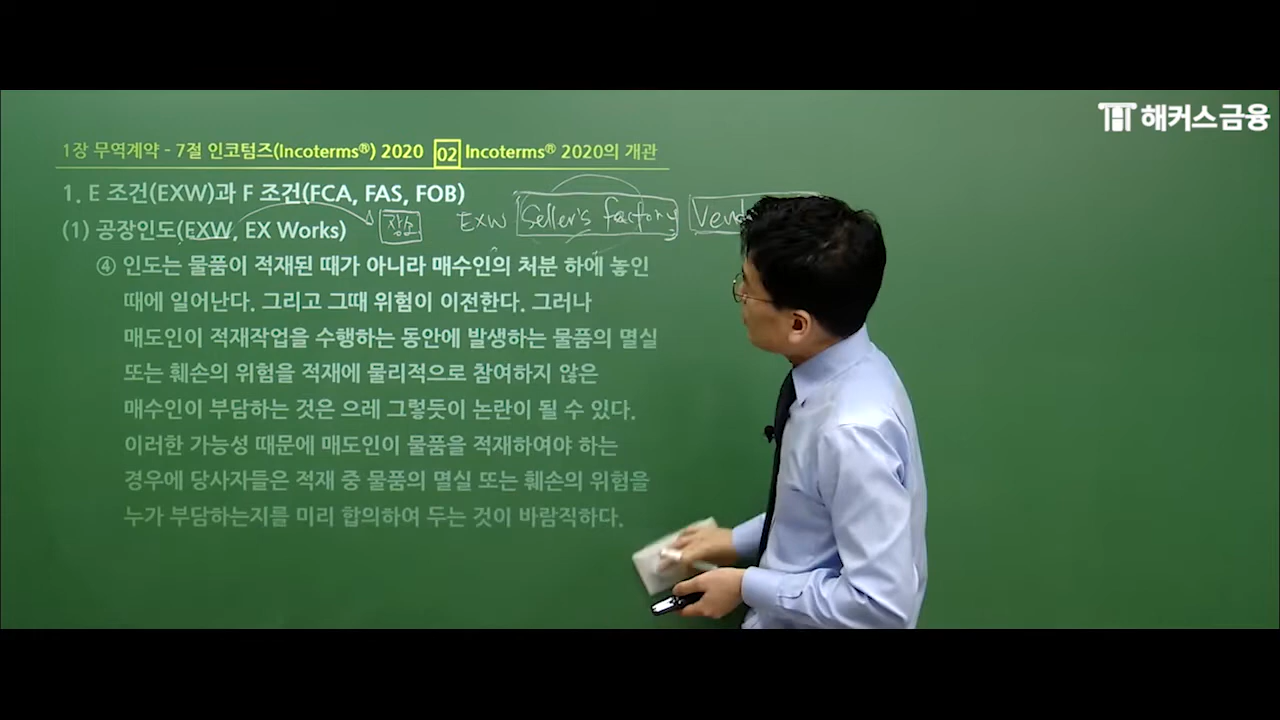 해커스금융
1장 무역계약 - 7절 인코텀즈(Incoterms®) 2020 02 Incoterms® 2020의 개관
1. E 조건(EXW)과 F 조건(FCA, FAS, FOB)
(1) 공장인도(EXW, EX Works) 장소 EXW Seller's factory
④ 인도는 물품이 적재된 때가 아니라 매수인의 처분 하에 놓인
때에 일어난다. 그리고 그때 위험이 이전한다. 그러나
매도인이 적재작업을 수행하는 동안에 발생하는 물품의 멸실
또는 훼손의 위험을 적재에 물리적으로 참여하지 않은
매수인이 부담하는 것은 으레 그렇듯이 논란이 될 수 있다.
이러한 가능성 때문에 매도인이 물품을 적재하여야 하는
경우에 당사자들은 적재 중 물품의 멸실 또는 훼손의 위험을
누가 부담하는지를 미리 합의하여 두는 것이 바람직하다.